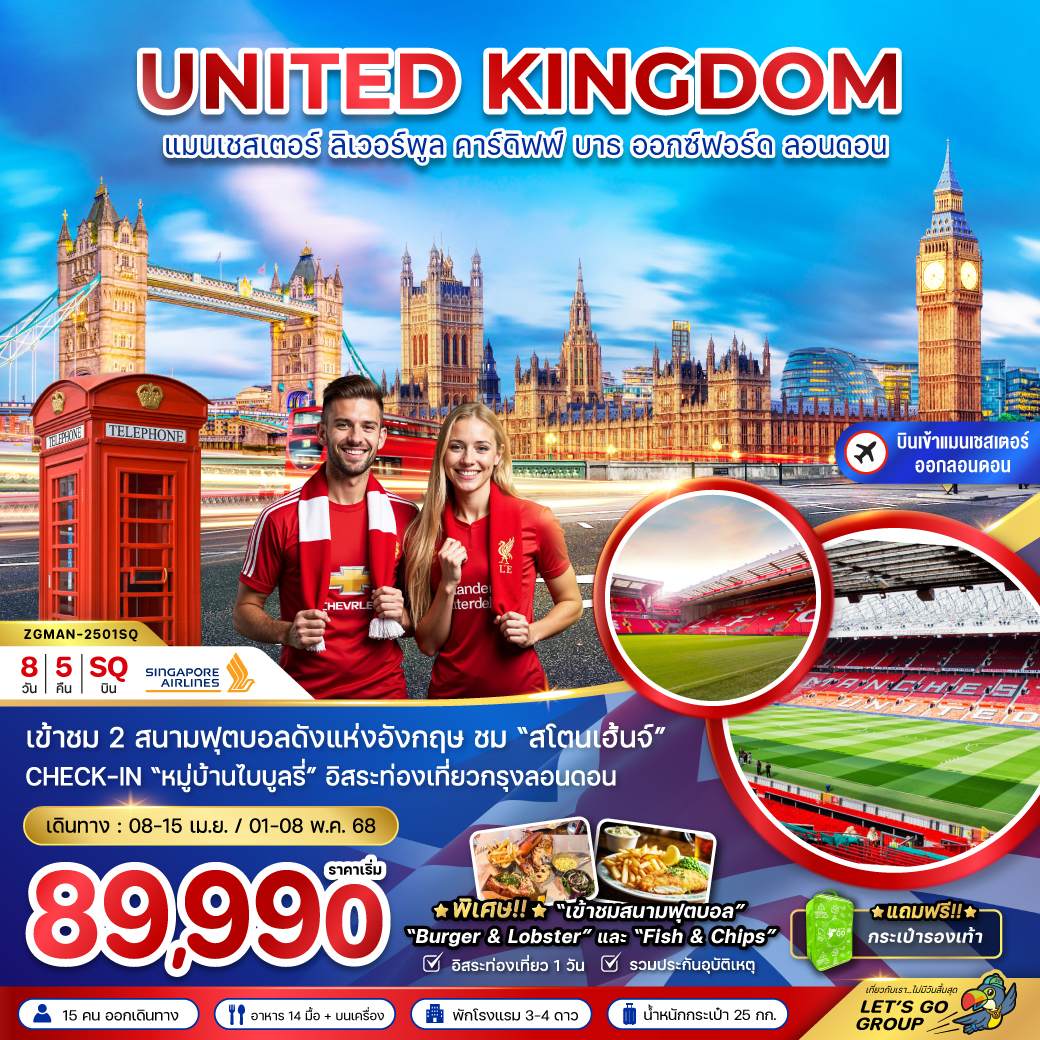 UNITED KINGDOM
แมนเชสเตอร์ ลิเวอร์พูล คาร์ดิฟฟ์ บาธ ออกซ์ฟอร์ด ลอนดอน
TELEPHONE
TELEPHONE
บินเข้าแมนเชสเตอร์
ออกลอนดอน
CHEVRLE
L.E
MANCHES
UNITED
ZGMAN-2501SQ
8 5 SQ
วัน คืน บิน
SINGAPORE
AIRLINES
เข้าชม 2 สนามฟุตบอลดังแห่งอังกฤษ ชม “สโตนเฮ้นจ์”
CHECK-IN “หมู่บ้านไบบูลรี่” อิสระท่องเที่ยวกรุงลอนดอน
เดินทาง : 08-15 เม.ย. / 01-08 พ.ค. 68
ราคาเริ่ม
89,990
พิเศษ!! “เข้าชมสนามฟุตบอล”
“Burger & Lobster” และ “Fish & Chips”
อิสระท่องเที่ยว 1 วัน รวมประกันอุบัติเหตุ
แถมฟรี!!
กระเป๋ารองเท้า
15 คน ออกเดินทาง
อาหาร 14 มื้อ + บนเครื่อง
พักโรงแรม 3-4 ดาว
น้ำหนักกระเป๋า 25 กก.
เที่ยวกับเรา...ไม่มีวันสิ้นสุด
LET'S GO
GROUP